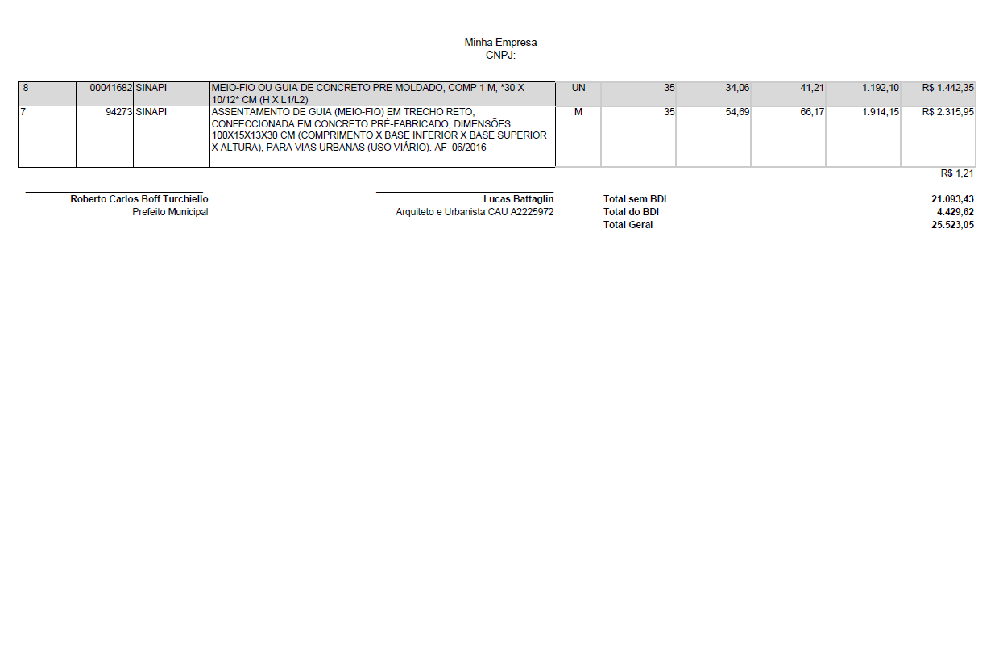 Minha Empresa
CNPJ:
8 00041682 SINAPI MEIO-FIO OU GUIA DE CONCRETO PRE MOLDADO, COMP 1 M, *30 X UN 35 34,06 41,21 1.192,10 R$ 1.442,35
10/12* CM (H X L1/L2)
7 94273 SINAPI ASSENTAMENTO DE GUIA (MEIO-FIO) EM TRECHO RETO, M 35 54,69 66,17 1.914,15 R$ 2.315,95
CONFECCIONADA EM CONCRETO PRÉ-FABRICADO, DIMENSÕES
100X15X13X30 CM (COMPRIMENTO X BASE INFERIOR X BASE SUPERIOR
X ALTURA), PARA VIAS URBANAS (USO VIÁRIO). AF_06/2016
R$ 1,21
Roberto Carlos Boff Turchiello Lucas Battaglin Total sem BDI 21.093,43
Prefeito Municipal Arquiteto e Urbanista CAU A2225972 Total do BDI 4.429,62
Total Geral 25.523,05